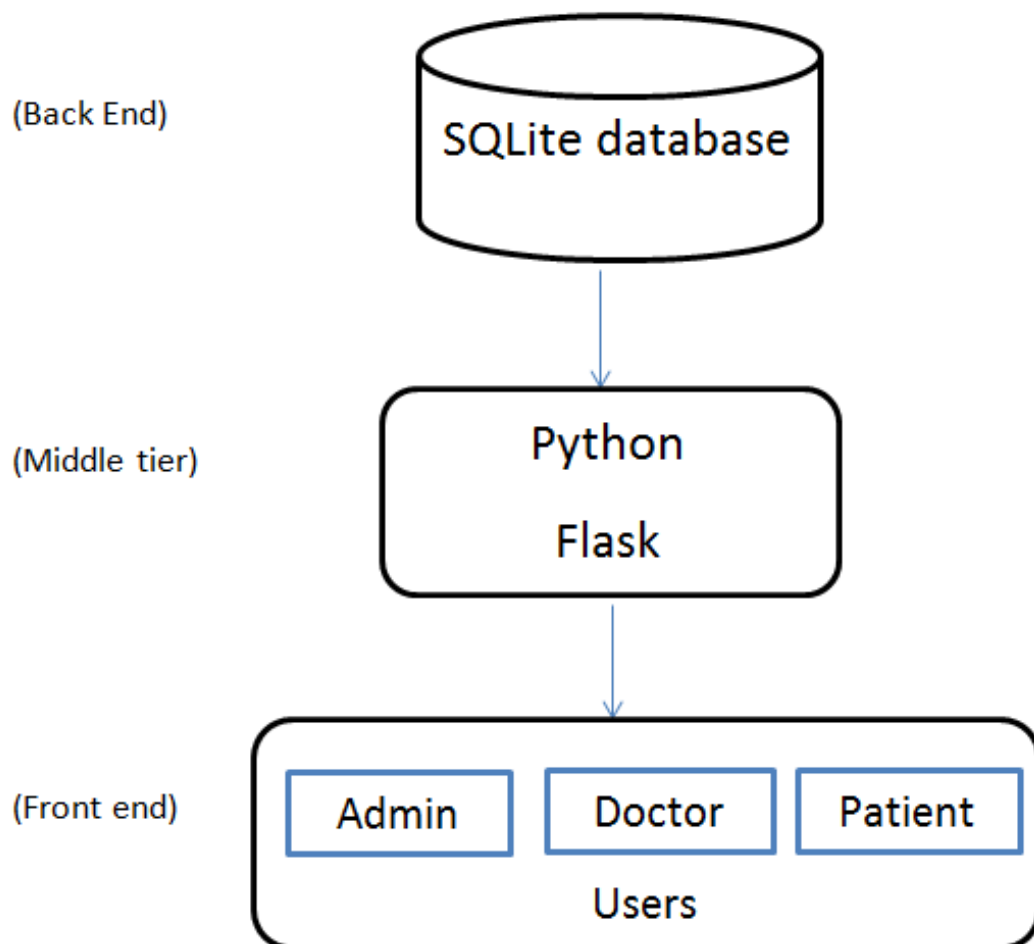 (Back End)
SQLite database
(Middle tier)
Python
Flask
(Front end)
Admin
Doctor
Patient
Users